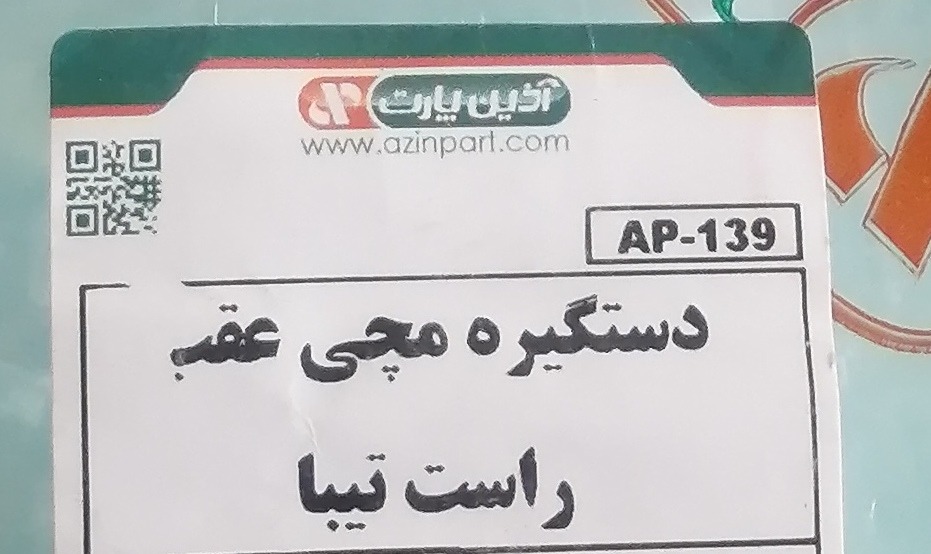 آذین پارت
www.azinpart.com
AP-139
دستگیره مچی عقب
راست تیبا